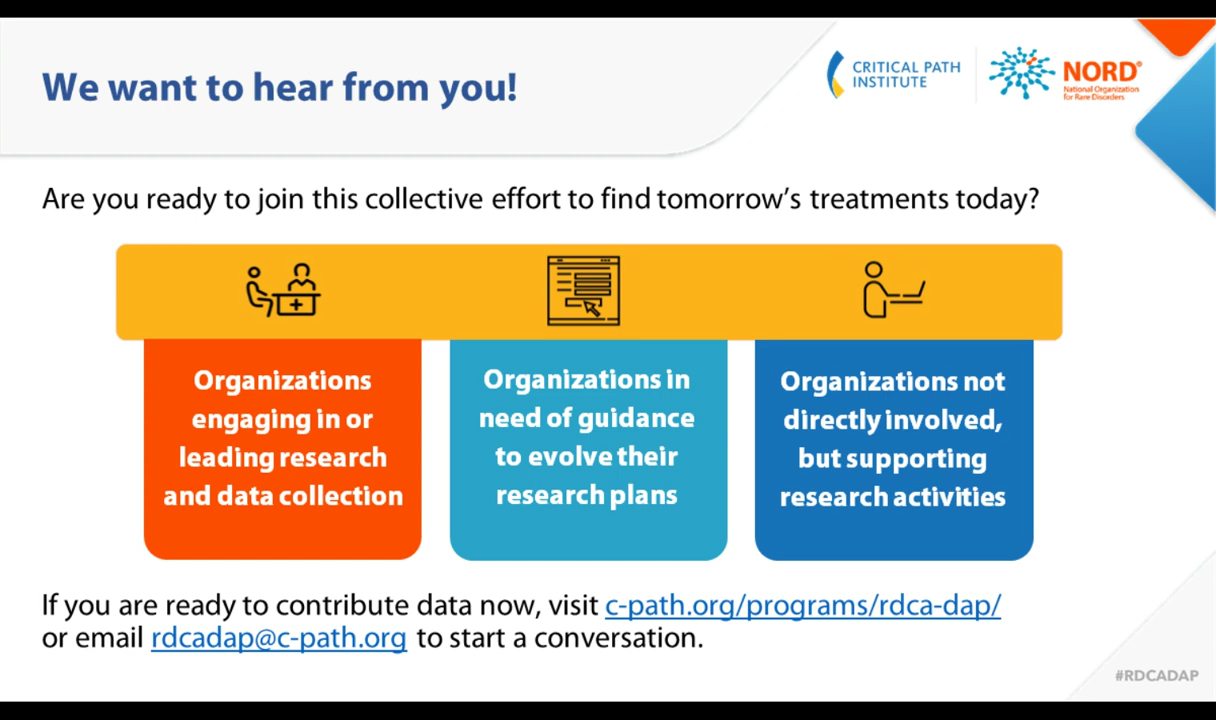 We want to hear from you!
CRITICAL PATH
INSTITUTE
NORD®
National Organization
for Rare Disorders
Are you ready to join this collective effort to find tomorrow's treatments today?
Organizations
engaging in or
leading research
and data collection
Organizations in
need of guidance
to evolve their
research plans
Organizations not
directly involved,
but supporting
research activities
If you are ready to contribute data now, visit c-path.org/programs/rdca-dap/
or email rdcadap@c-path.org to start a conversation.
#RDCADAP